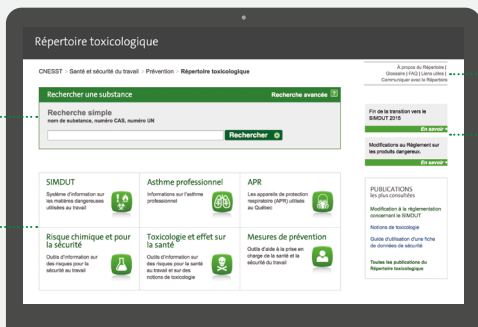 Répertoire toxicologique
CNESST > Santé et sécurité du travail > Prévention > Répertoire toxicologique
À propos du Répertoire |
Glossaire | FAQ | Liens utiles |
Communiquer avec le Répertoire
Rechercher une substance
Recherche avancée ?
Recherche simple
nom de substance, numéro CAS, numéro UN
Rechercher
Fin de la transition vers le
SIMDUT 2015
En savoir +
Modifications au Règlement sur
les produits dangereux.
En savoir +
SIMDUT
Système d'information sur
les matières dangereuses
utilisées au travail
Asthme professionnel
Informations sur l'asthme
professionnel
APR
Les appareils de protection
respiratoire (APR) utilisés
au Québec
Risque chimique et pour
la sécurité
Outils d'information sur
des risques pour la
sécurité au travail
Toxicologie et effet sur
la santé
Outils d'information sur
des risques pour la santé
au travail et sur des
notions de toxicologie
Mesures de prévention
Outils d'aide à la prise en
charge de la santé et la
sécurité du travail
PUBLICATIONS
les plus consultées
Modification à la réglementation
concernant le SIMDUT
Notions de toxicologie
Guide d'utilisation d'une fiche
de données de sécurité
Toutes les publications du
Répertoire toxicologique